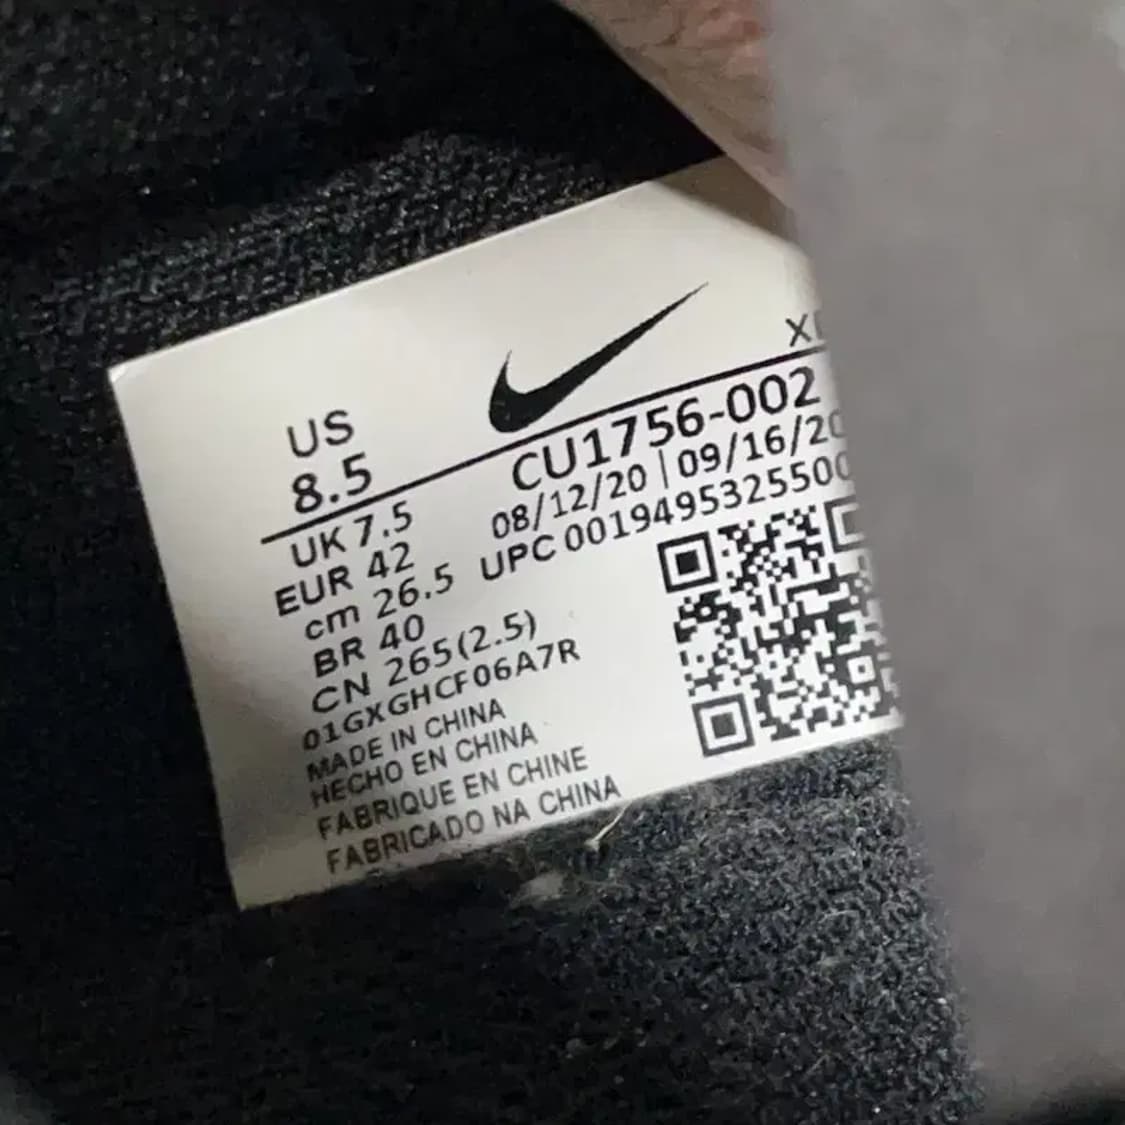 US
8.5
UK 7.5
EUR 42
cm 26.5
BR 40
CN 265(2.5)
01GXGHCF06A7R
MADE IN CHINA
HECHO EN CHINA
FABRIQUE EN CHINE
FABRICADO NA CHINA
CU1756-002
08/12/20 | 09/16/20
UPC